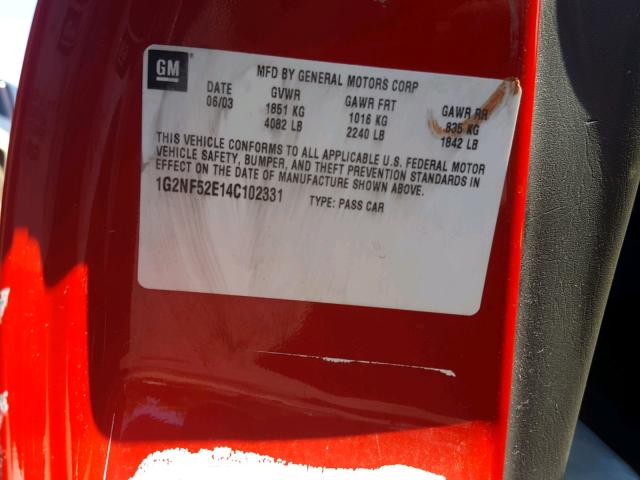 GM
MFD BY GENERAL MOTORS CORP
DATE GVWR GAWR FRT GAWR RR
06/03 1851 KG 1016 KG 835 KG
4082 LB 2240 LB 1842 LB
THIS VEHICLE CONFORMS TO ALL APPLICABLE U.S. FEDERAL MOTOR
VEHICLE SAFETY, BUMPER, AND THEFT PREVENTION STANDARDS IN
EFFECT ON THE DATE OF MANUFACTURE SHOWN ABOVE.
1G2NF52E14C102331 TYPE: PASS CAR